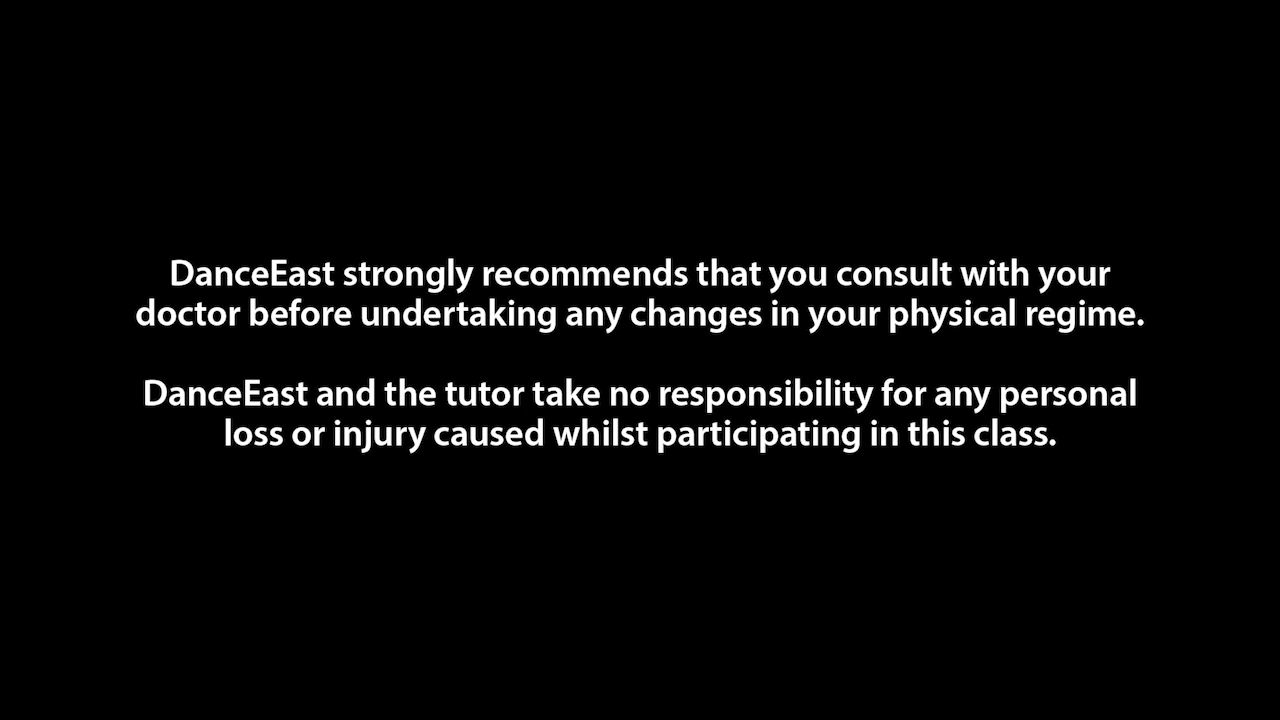 DanceEast strongly recommends that you consult with your
doctor before undertaking any changes in your physical regime.
DanceEast and the tutor take no responsibility for any personal
loss or injury caused whilst participating in this class.